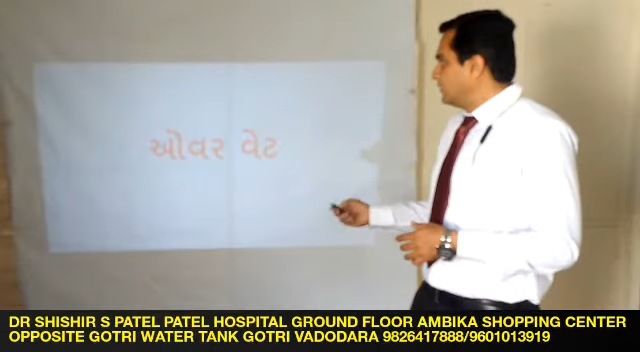 ઓવર વેટ
DR SHISHIR S PATEL PATEL HOSPITAL GROUND FLOOR AMBIKA SHOPPING CENTER
OPPOSITE GOTRI WATER TANK GOTRI VADODARA 9826417888/9601013919